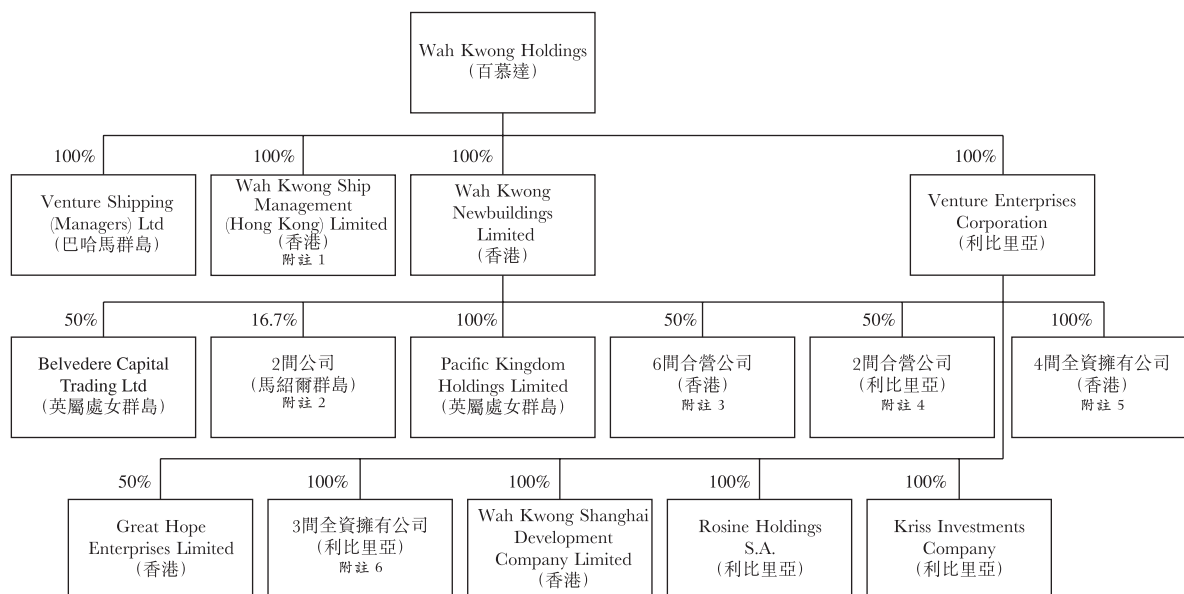 Wah Kwong Holdings
(百慕達)
100%
100%
100%
100%
Venture Shipping
(Managers) Ltd
(巴哈馬群島)
Wah Kwong Ship
Management
(Hong Kong) Limited
(香港)
附註 1
Wah Kwong
Newbuildings
Limited
(香港)
Venture Enterprises
Corporation
(利比里亞)
50%
16.7%
100%
50%
50%
100%
Belvedere Capital
Trading Ltd
(英屬處女群島)
2間公司
(馬紹爾群島)
附註 2
Pacific Kingdom
Holdings Limited
(英屬處女群島)
6間合營公司
(香港)
附註 3
2間合營公司
(利比里亞)
附註 4
4間全資擁有公司
(香港)
附註 5
50%
100%
100%
100%
100%
Great Hope
Enterprises Limited
(香港)
3間全資擁有公司
(利比里亞)
附註 6
Wah Kwong Shanghai
Development
Company Limited
(香港)
Rosine Holdings
S.A.
(利比里亞)
Kriss Investments
Company
(利比里亞)